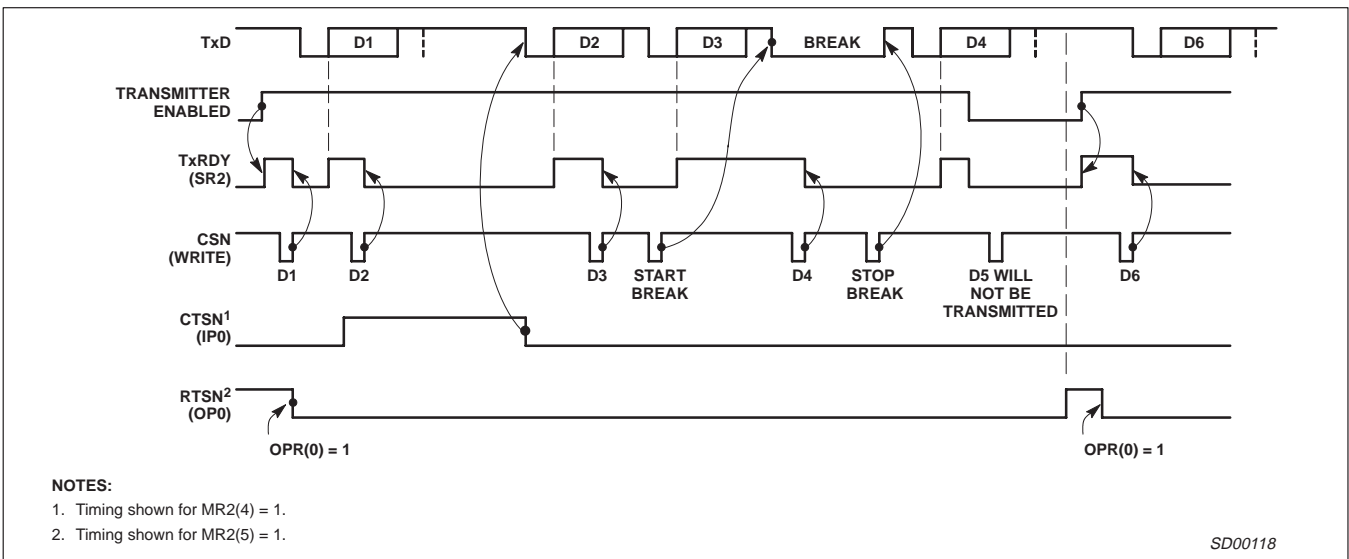 TxD D1 D2 D3 BREAK D4 D6
TRANSMITTER
ENABLED
TxRDY
(SR2)
CSN
(WRITE)
D1 D2 D3 START
BREAK
D4 STOP
BREAK
D5 WILL
NOT BE
TRANSMITTED
D6
CTSN1
(IP0)
RTSN2
(OP0)
OPR(0) = 1 OPR(0) = 1
NOTES:
1. Timing shown for MR2(4) = 1.
2. Timing shown for MR2(5) = 1.
SD00118